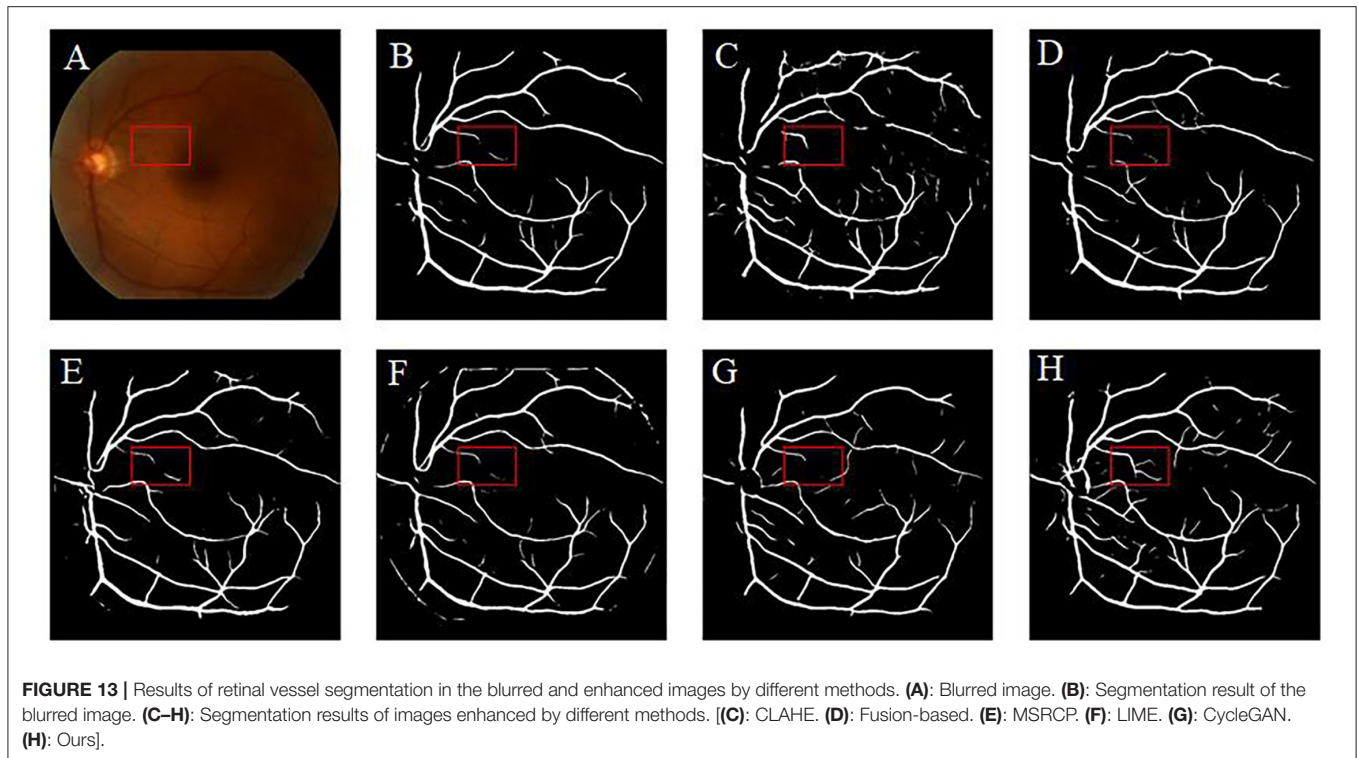 A
B
C
D
E
F
G
H
FIGURE 13 | Results of retinal vessel segmentation in the blurred and enhanced images by different methods. (A): Blurred image. (B): Segmentation result of the
blurred image. (C–H): Segmentation results of images enhanced by different methods. [(C): CLAHE. (D): Fusion-based. (E): MSRCP. (F): LIME. (G): CycleGAN.
(H): Ours].